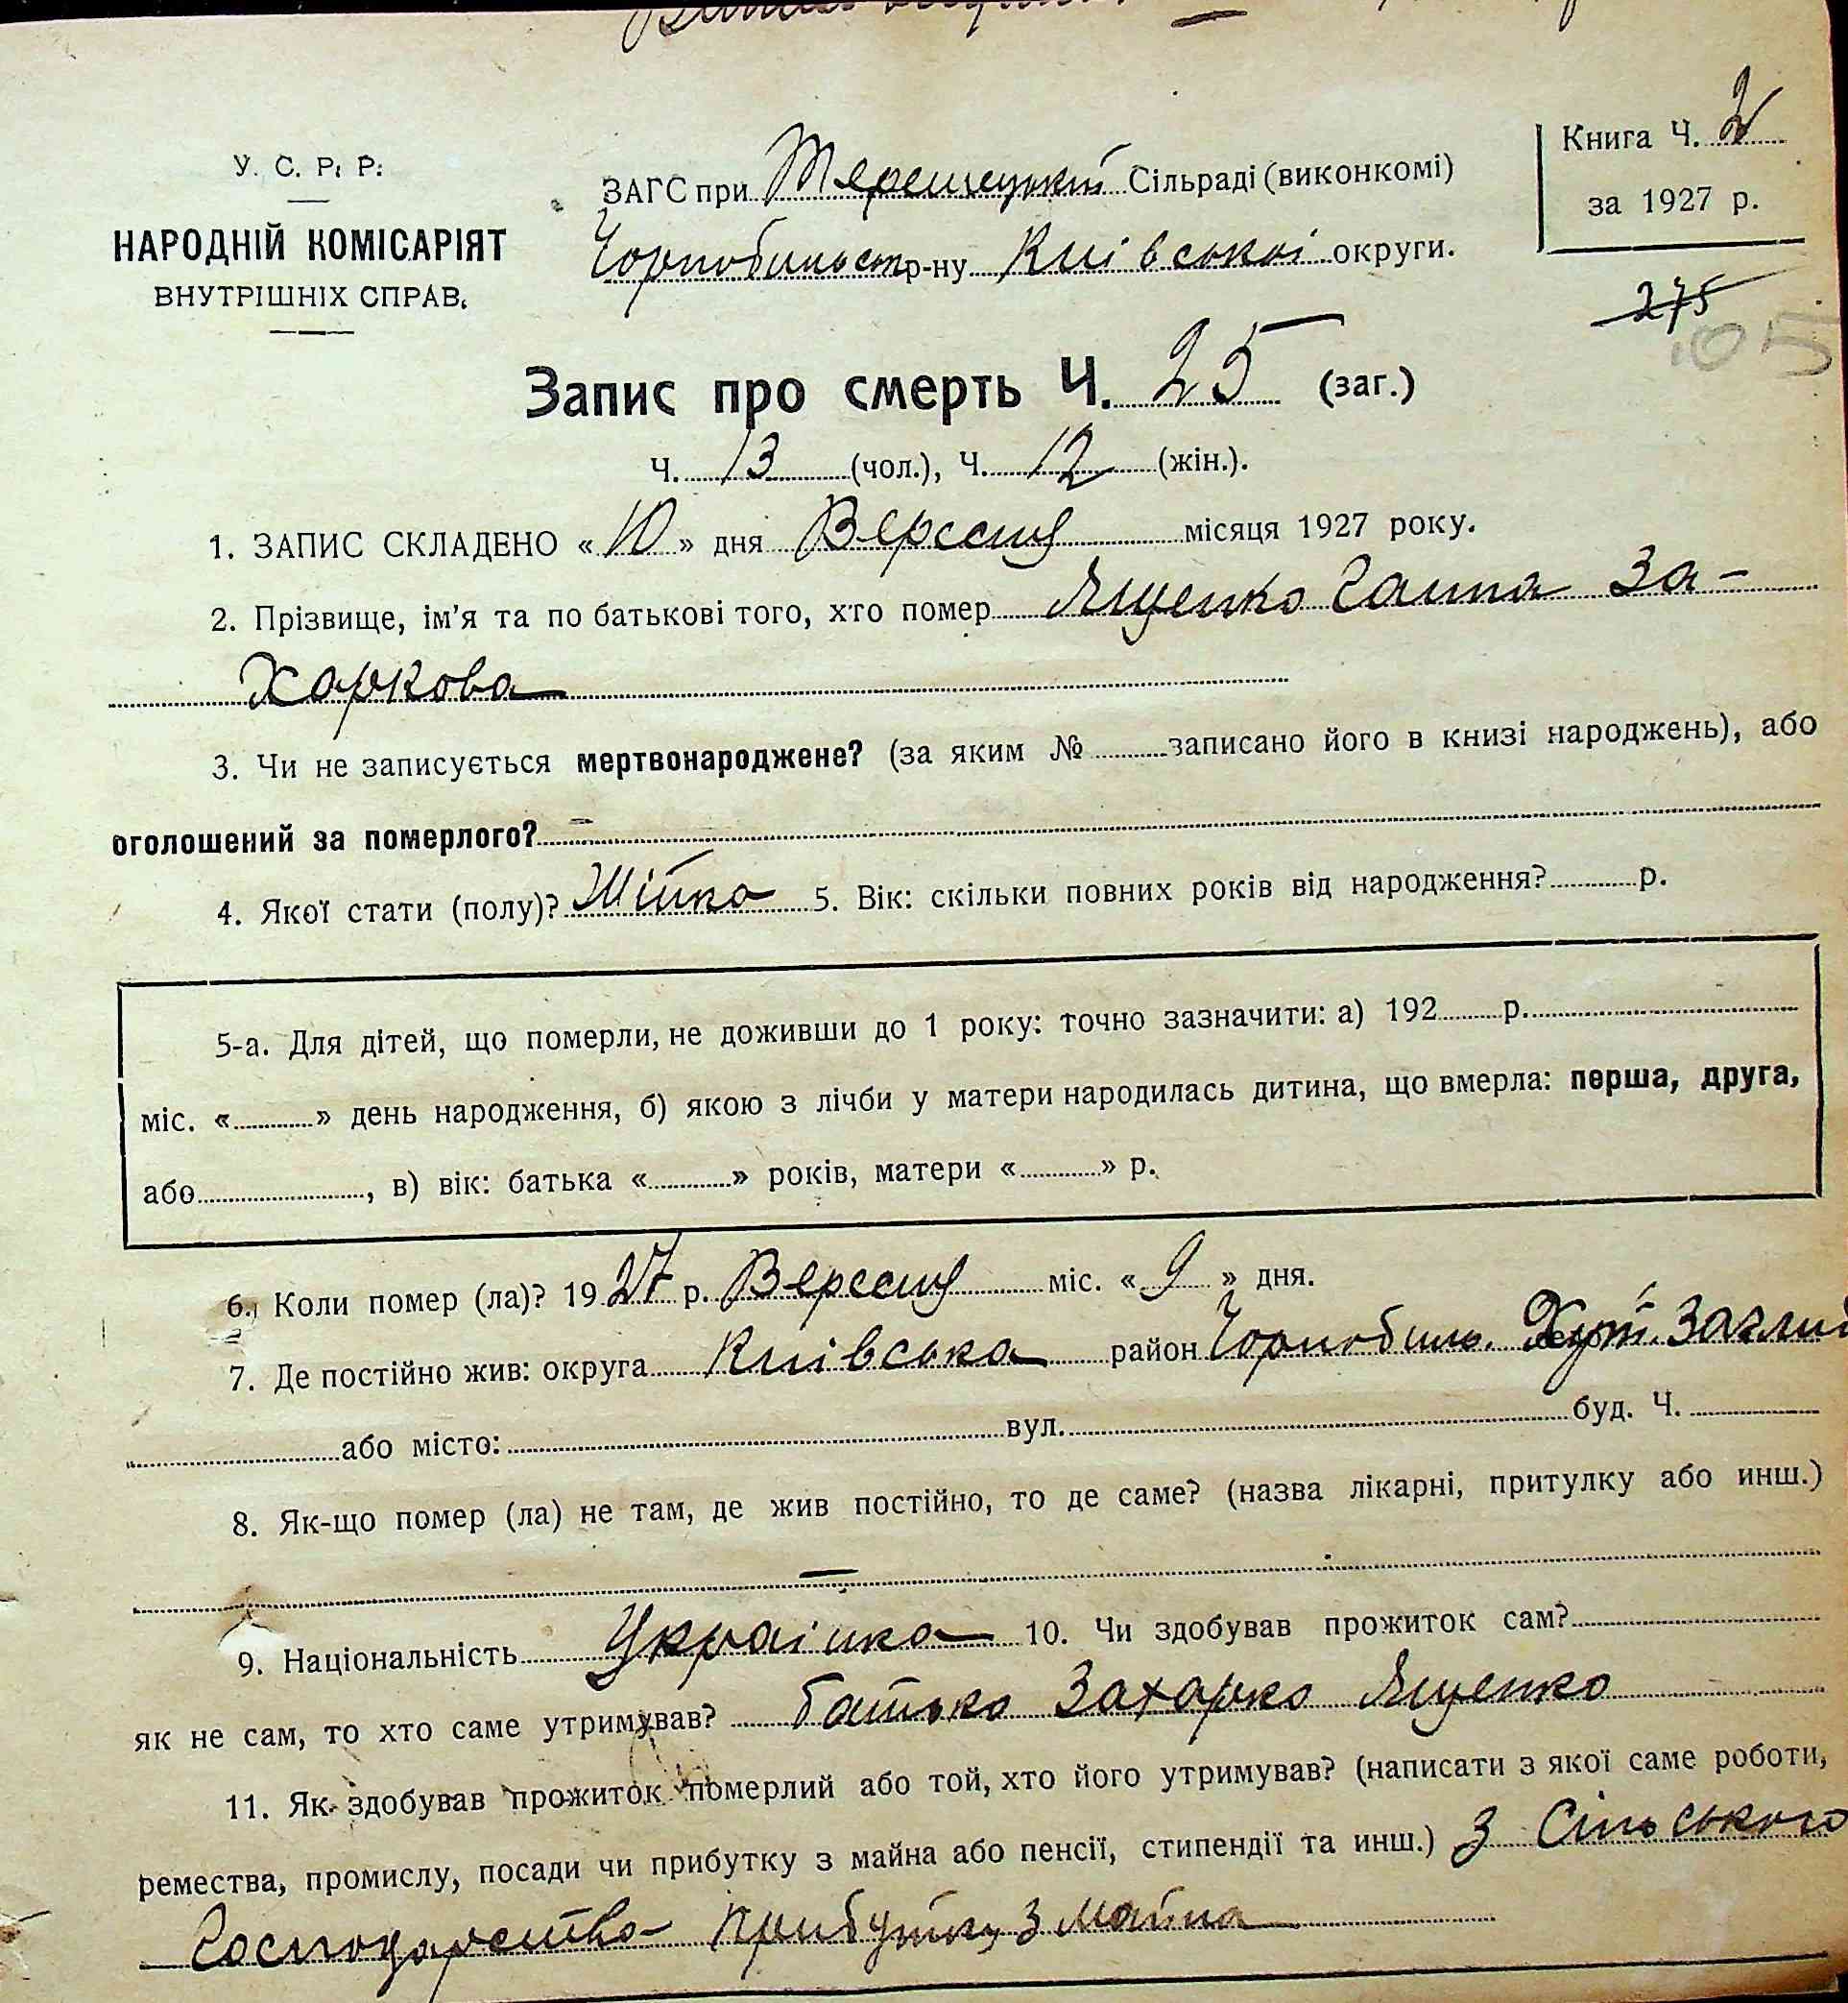 Книга Ч. 2
за 1927 р.
275
05
У. С. Р. Р.
НАРОДНІЙ КОМІСАРІЯТ
ВНУТРІШНІХ СПРАВ.
ЗАГС при Терешецькій Сільраді (виконкомі)
Чорнобильск р-ну Київської округи.
Запис про смерть Ч. 25 (заг.)
Ч. 13 (чол.), Ч. 12 (жін.).
1. ЗАПИС СКЛАДЕНО «10» дня Вересня місяця 1927 року.
2. Прізвище, ім'я та по батькові того, хто помер Ященко Ганна За-
Харкова
3. Чи не записується мертвонароджене? (за яким № записано його в книзі народжень), або
оголошений за померлого? –
4. Якої стати (полу)? Жінка 5. Вік: скільки повних років від народження? р.
5-а. Для дітей, що померли, не доживши до 1 року: точно зазначити: а) 192 р.
міс. « » день народження, б) якою з лічби у матери народилась дитина, що вмерла: перша, друга,
або , в) вік: батька « » років, матери « » р.
6. Коли помер (ла)? 1927 р. Вересня міс. «9» дня.
7. Де постійно жив: округа Київська район Чорнобиль. Хут.
або місто: вул. буд. Ч.
8. Як-що помер (ла) не там, де жив постійно, то де саме? (назва лікарні, притулку або инш.)
—
9. Національність Українка 10. Чи здобував прожиток сам?
як не сам, то хто саме утримував? батько Захарко Ященко
11. Як здобував прожиток померлий або той, хто його утримував? (написати з якої саме роботи,
ремества, промислу, посади чи прибутку з майна або пенсії, стипендії та инш.) З Сільського
Господарство прибутку З майна